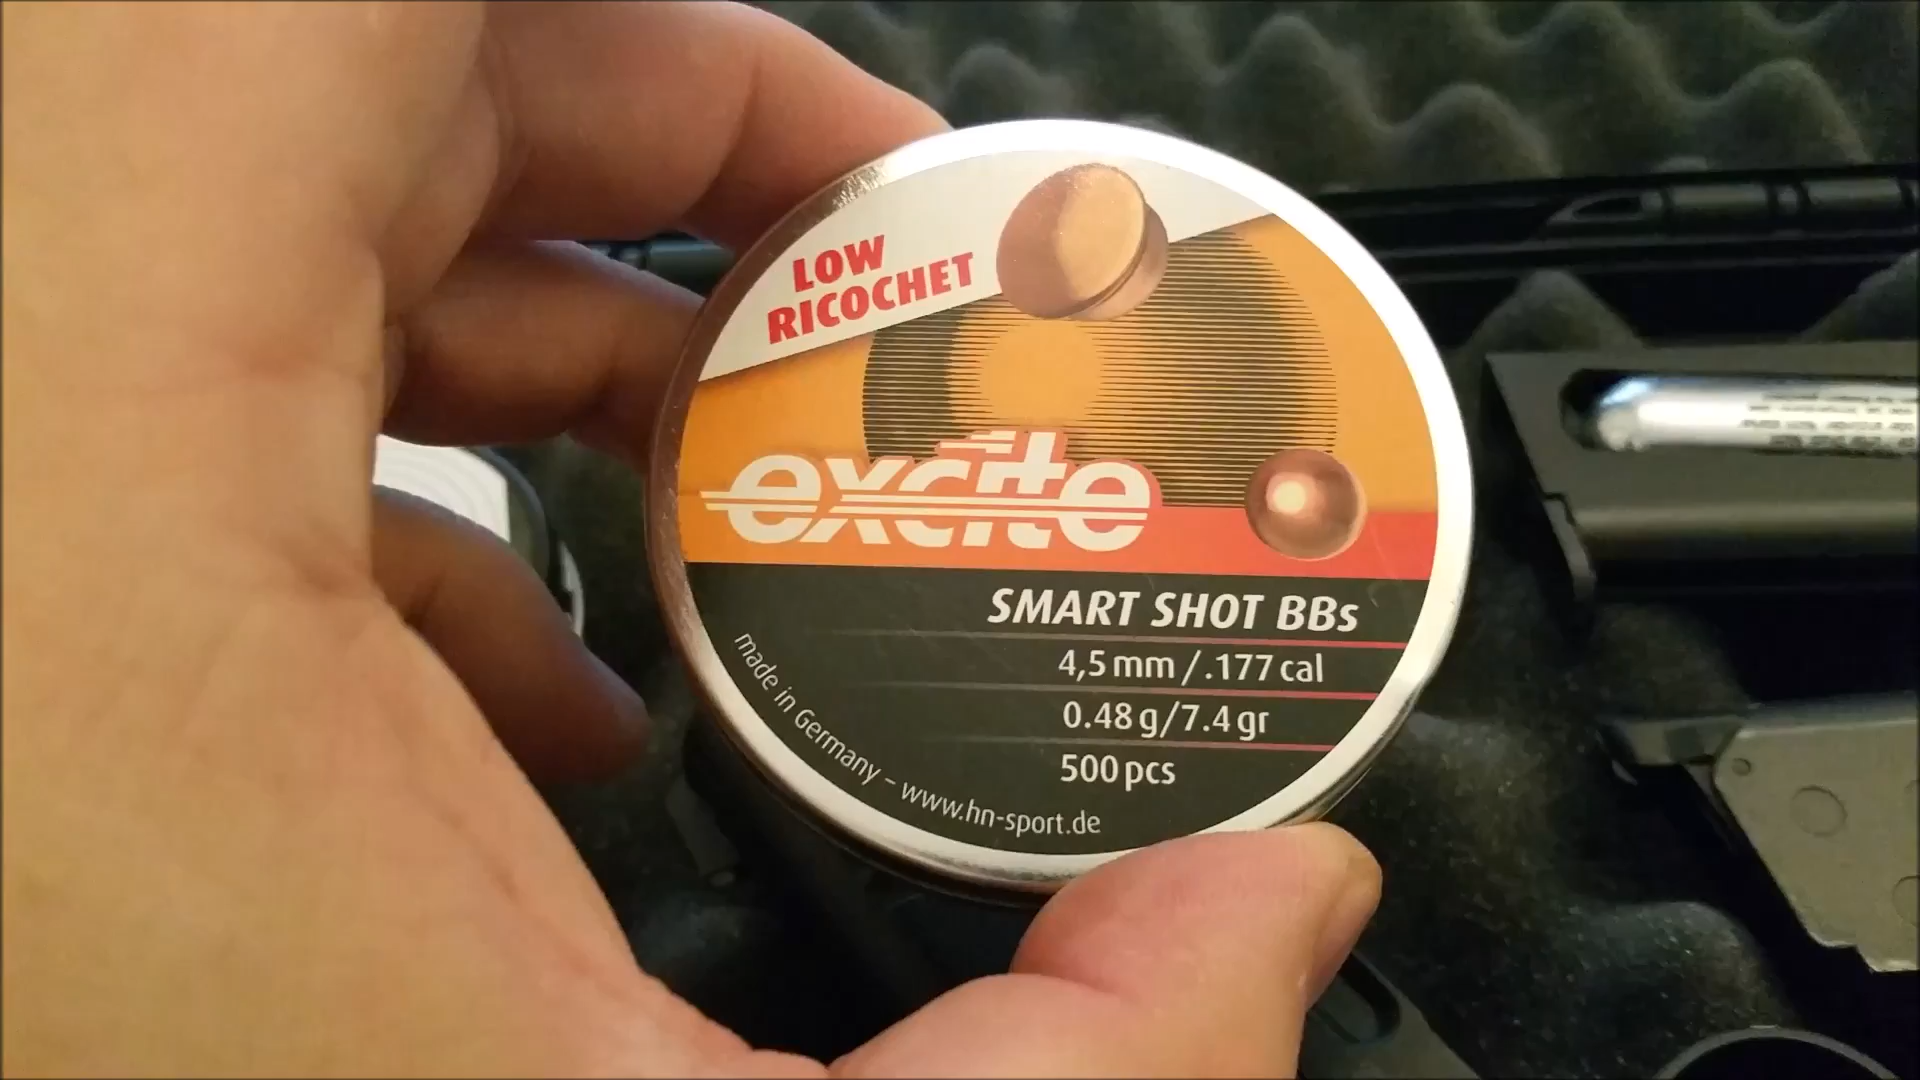 LOW
RICOCHET
excite
SMART SHOT BBs
4,5 mm / .177 cal
0.48 g/7.4 gr
500 pcs
made in Germany – www.hn-sport.de